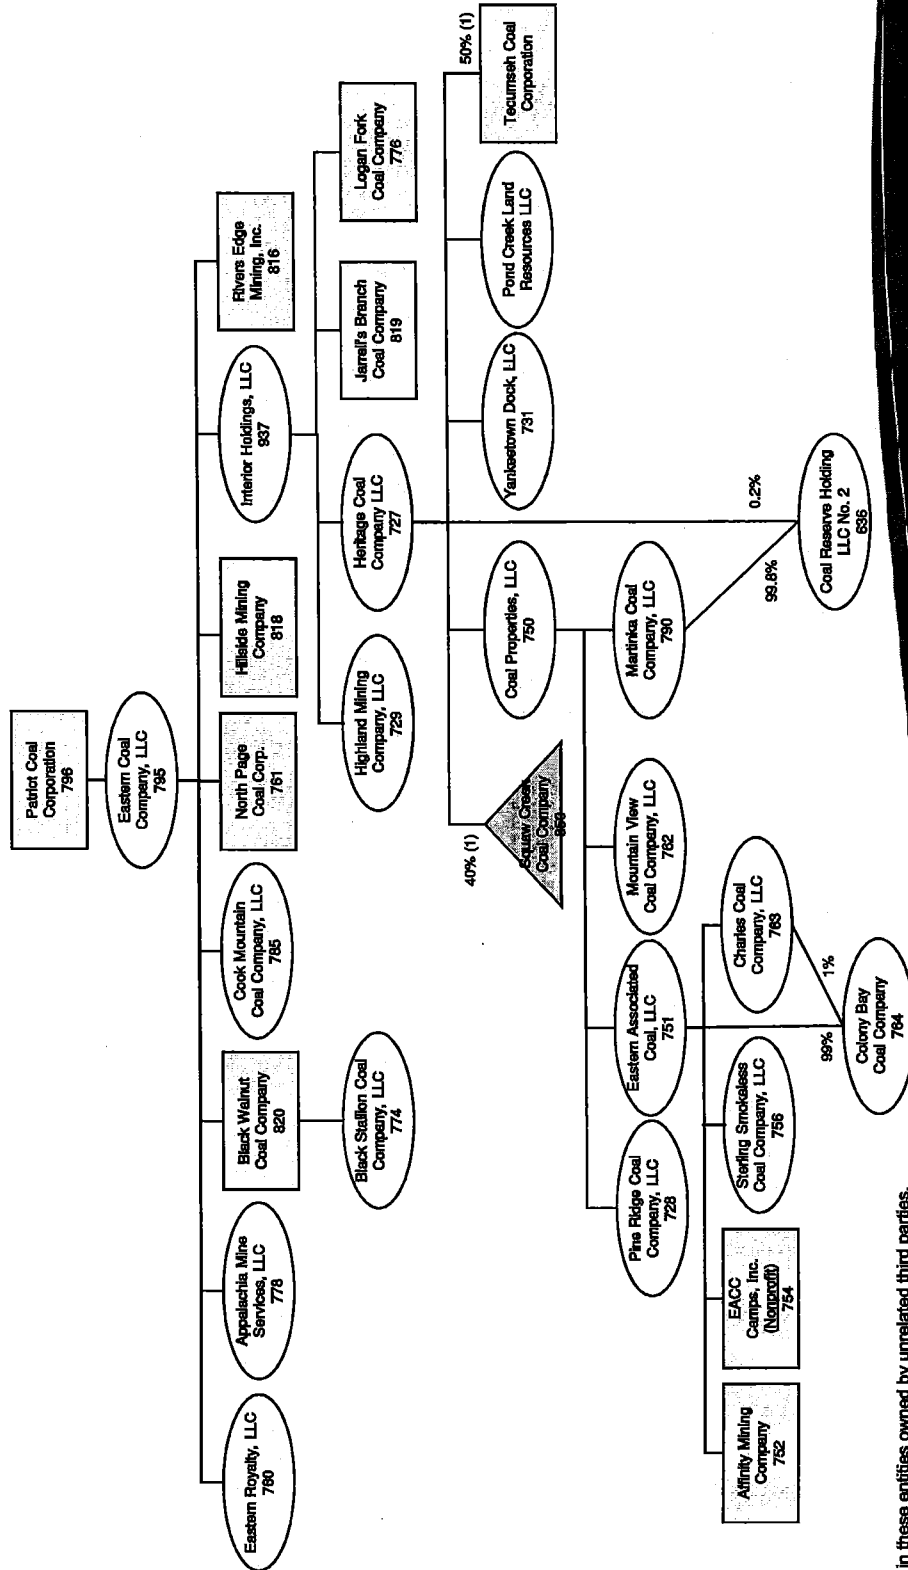 Patriot Coal
Corporation
796
Eastern Coal
Company, LLC
795
Eastern Royalty, LLC
760
Appalachia Mine
Services, LLC
778
Black Walnut
Coal Company
820
Cook Mountain
Coal Company, LLC
785
North Page
Coal Corp.
761
Hillside Mining
Company
818
Interior Holdings, LLC
937
Rivers Edge
Mining, Inc.
816
Black Stallion Coal
Company, LLC
774
Highland Mining
Company, LLC
729
Heritage Coal
Company LLC
727
Jarrell's Branch
Coal Company
819
Logan Fork
Coal Company
776
40% (1)
50% (1)
Squaw Creek
Coal Company
Coal Properties, LLC
750
Yankeetown Dock, LLC
731
Pond Creek Land
Resources LLC
Tecumseh Coal
Corporation
Pine Ridge Coal
Company, LLC
728
Eastern Associated
Coal, LLC
751
Mountain View
Coal Company, LLC
762
Martinka Coal
Company, LLC
790
99.8%
0.2%
Affinity Mining
Company
752
EACC
Camps, Inc.
(Nonprofit)
754
Sterling Smokeless
Coal Company, LLC
756
Charles Coal
Company, LLC
763
99%
1%
Colony Bay
Coal Company
764
Coal Reserve Holding
LLC No. 2
636
in these entities owned by unrelated third parties.